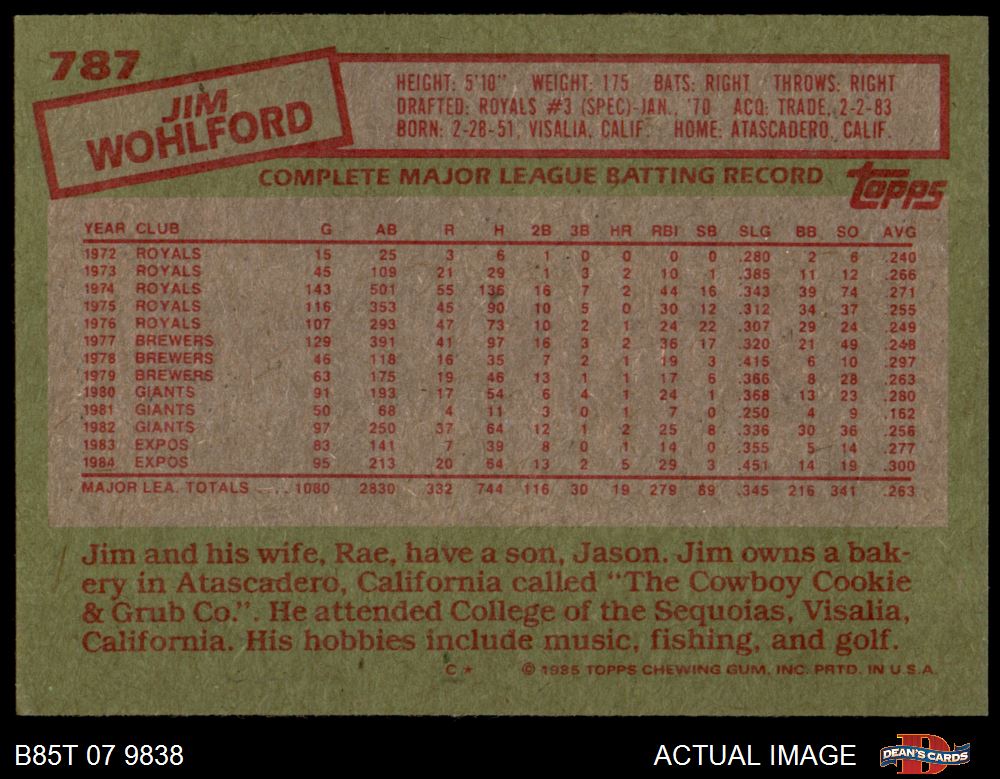 787
JIM
WOHLFORD
HEIGHT: 5'10" WEIGHT: 175 BATS: RIGHT THROWS: RIGHT
DRAFTED: ROYALS #3 (SPEC)-JAN., '70 ACQ: TRADE, 2-2-83
BORN: 2-28-51, VISALIA, CALIF. HOME: ATASCADERO, CALIF.
COMPLETE MAJOR LEAGUE BATTING RECORD
topps
YEAR CLUB G AB R H 2B 3B HR RBI SB SLG BB SO AVG
1972 ROYALS 15 25 3 6 1 0 0 0 0 .280 2 6 .240
1973 ROYALS 45 109 21 29 1 3 2 10 1 .385 11 12 .266
1974 ROYALS 143 501 55 136 16 7 2 44 16 .343 39 74 .271
1975 ROYALS 116 353 45 90 10 5 0 30 12 .312 34 37 .255
1976 ROYALS 107 293 47 73 10 2 1 24 22 .307 29 24 .249
1977 BREWERS 129 391 41 97 16 3 2 36 17 .320 21 49 .248
1978 BREWERS 46 118 16 35 7 2 1 19 3 .415 6 10 .297
1979 BREWERS 63 175 19 46 13 1 1 17 6 .366 8 28 .263
1980 GIANTS 91 193 17 54 6 4 1 24 1 .368 13 23 .280
1981 GIANTS 50 68 4 11 3 0 1 7 0 .250 4 9 .162
1982 GIANTS 97 250 37 64 12 1 2 25 8 .336 30 36 .256
1983 EXPOS 83 141 7 39 8 0 1 14 0 .355 5 14 .277
1984 EXPOS 95 213 20 64 13 2 5 29 3 .451 14 19 .300
MAJOR LEA. TOTALS .... 1080 2830 332 744 116 30 19 279 89 .345 216 341 .263
Jim and his wife, Rae, have a son, Jason. Jim owns a bak-
ery in Atascadero, California called "The Cowboy Cookie
& Grub Co.". He attended College of the Sequoias, Visalia,
California. His hobbies include music, fishing, and golf.
C* © 1985 TOPPS CHEWING GUM, INC. PRTD. IN U.S.A.
B85T 07 9838
ACTUAL IMAGE
DEAN'S CARDS